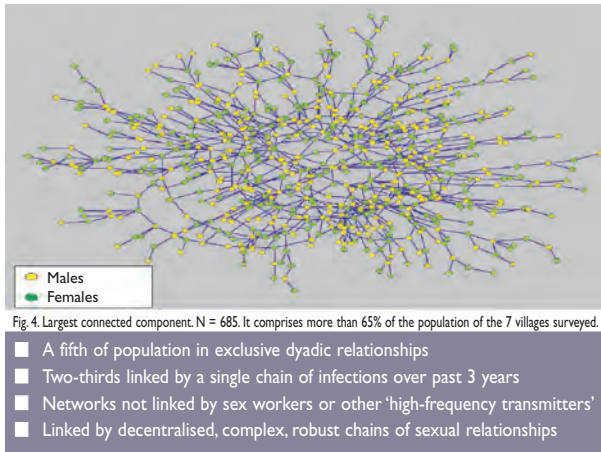 Males
Females
Fig. 4. Largest connected component. N = 685. It comprises more than 65% of the population of the 7 villages surveyed.
A fifth of population in exclusive dyadic relationships
Two-thirds linked by a single chain of infections over past 3 years
Networks not linked by sex workers or other ‘high-frequency transmitters’
Linked by decentralised, complex, robust chains of sexual relationships